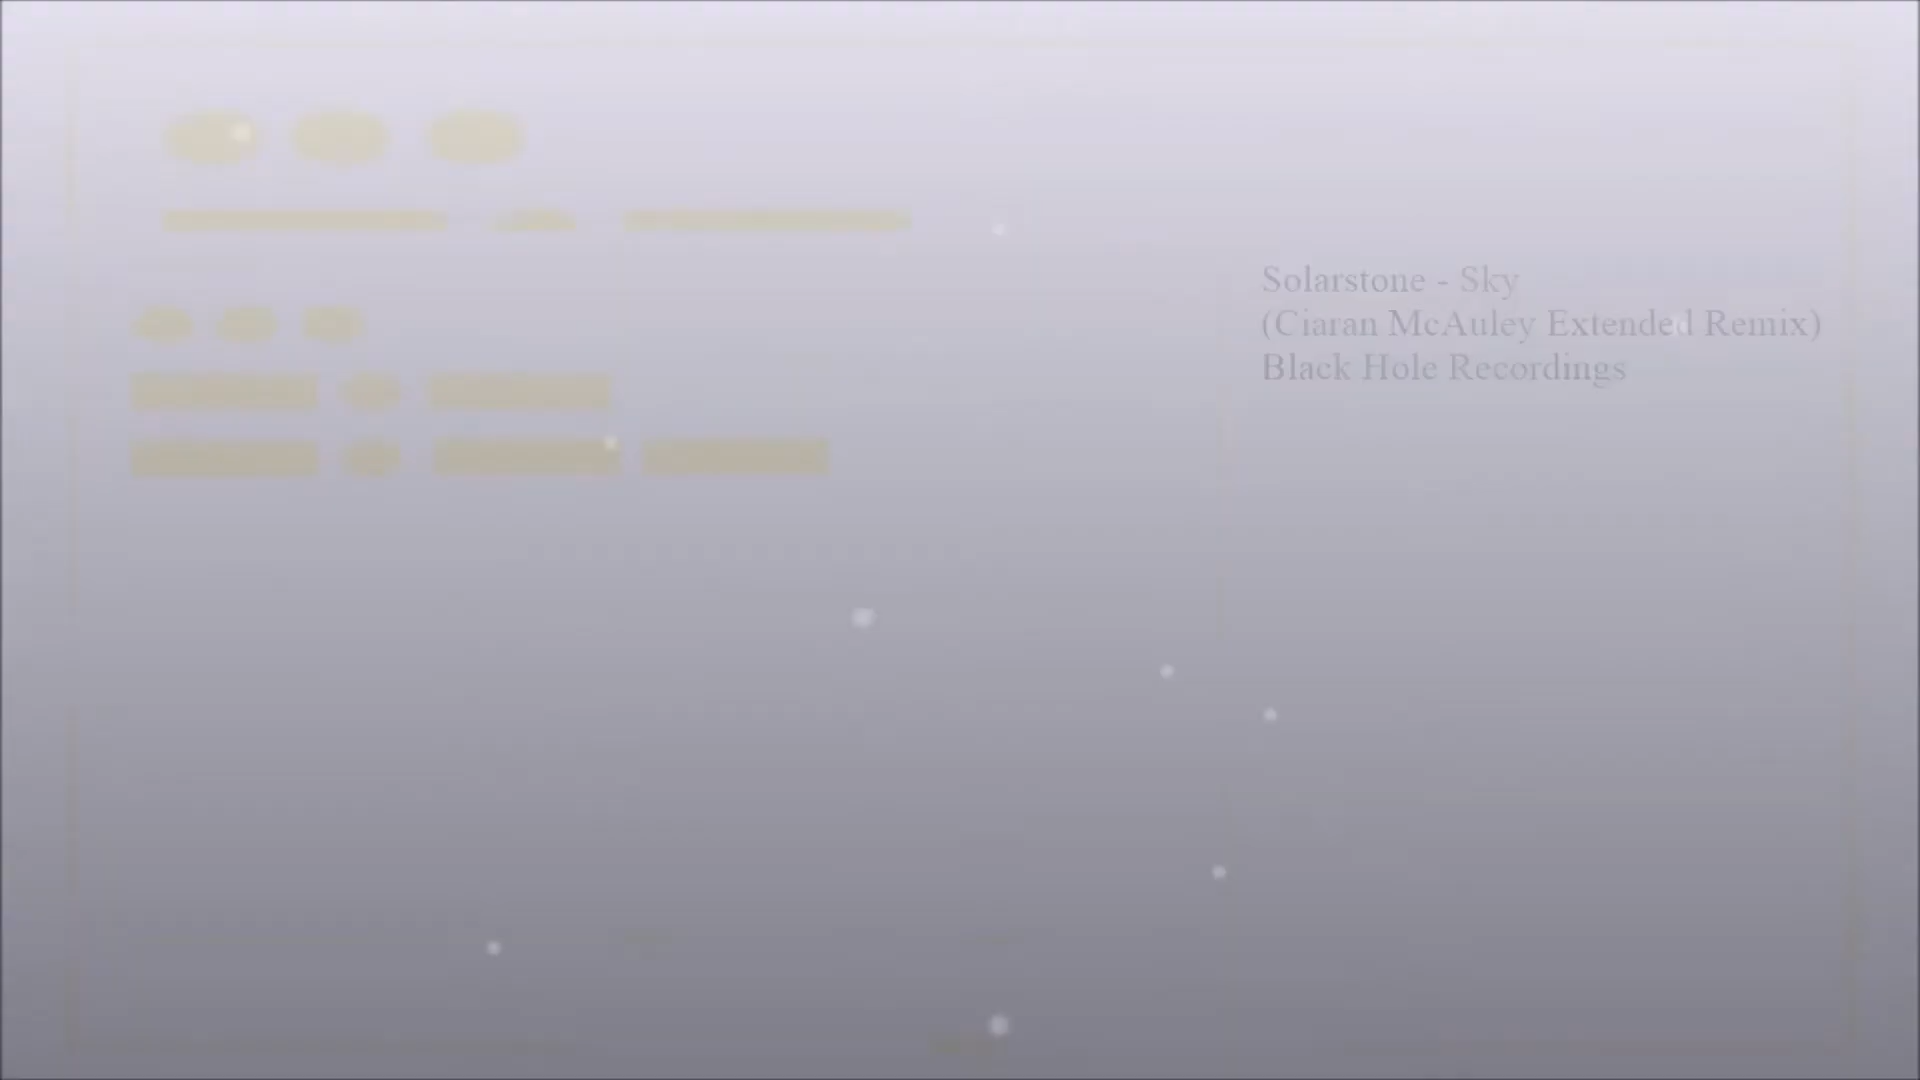 Solarstone - Sky
(Ciaran McAuley Extended Remix)
Black Hole Recordings